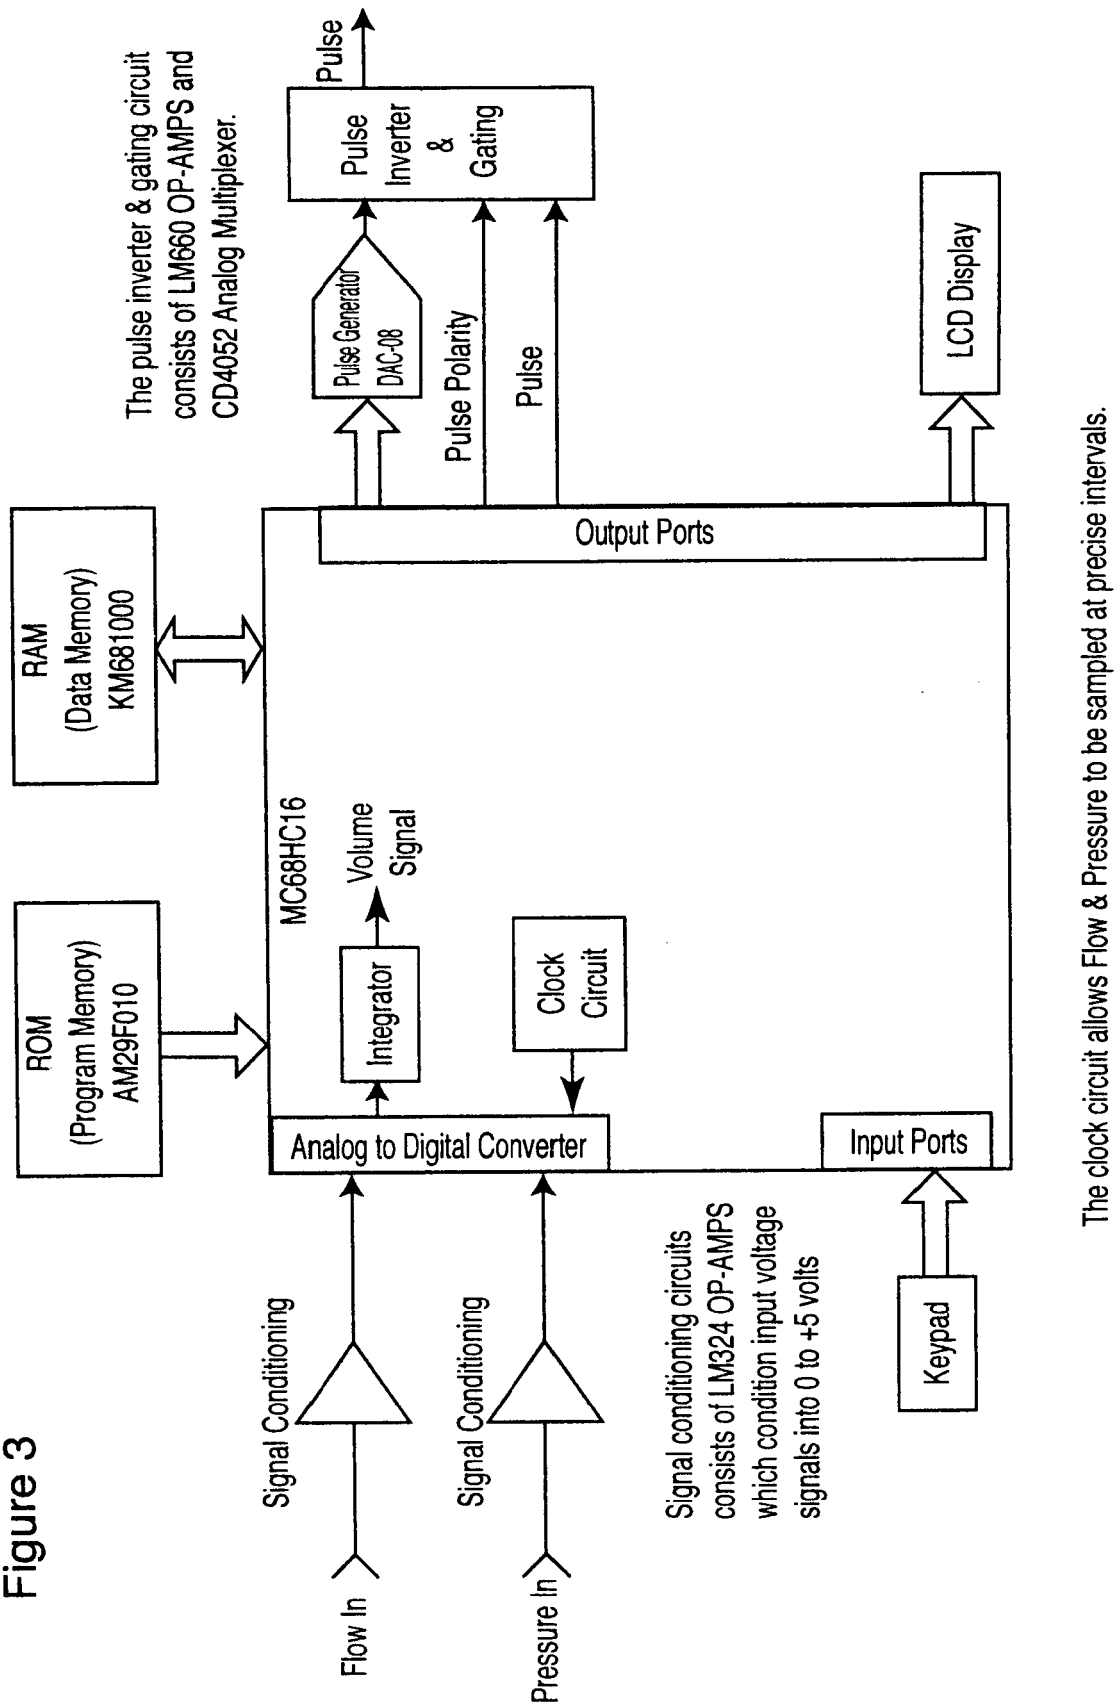 Figure 3
ROM
(Program Memory)
AM29F010
RAM
(Data Memory)
KM681000
The pulse inverter & gating circuit
consists of LM660 OP-AMPS and
CD4052 Analog Multiplexer.
MC68HC16
Flow In
Signal Conditioning
Pressure In
Signal Conditioning
Analog to Digital Converter
Integrator
Volume
Signal
Clock
Circuit
Signal conditioning circuits
consists of LM324 OP-AMPS
which condition input voltage
signals into 0 to +5 volts
Keypad
Input Ports
Output Ports
Pulse Generator
DAC-08
Pulse Polarity
Pulse
Pulse
Inverter
&
Gating
Pulse
LCD Display
The clock circuit allows Flow & Pressure to be sampled at precise intervals.